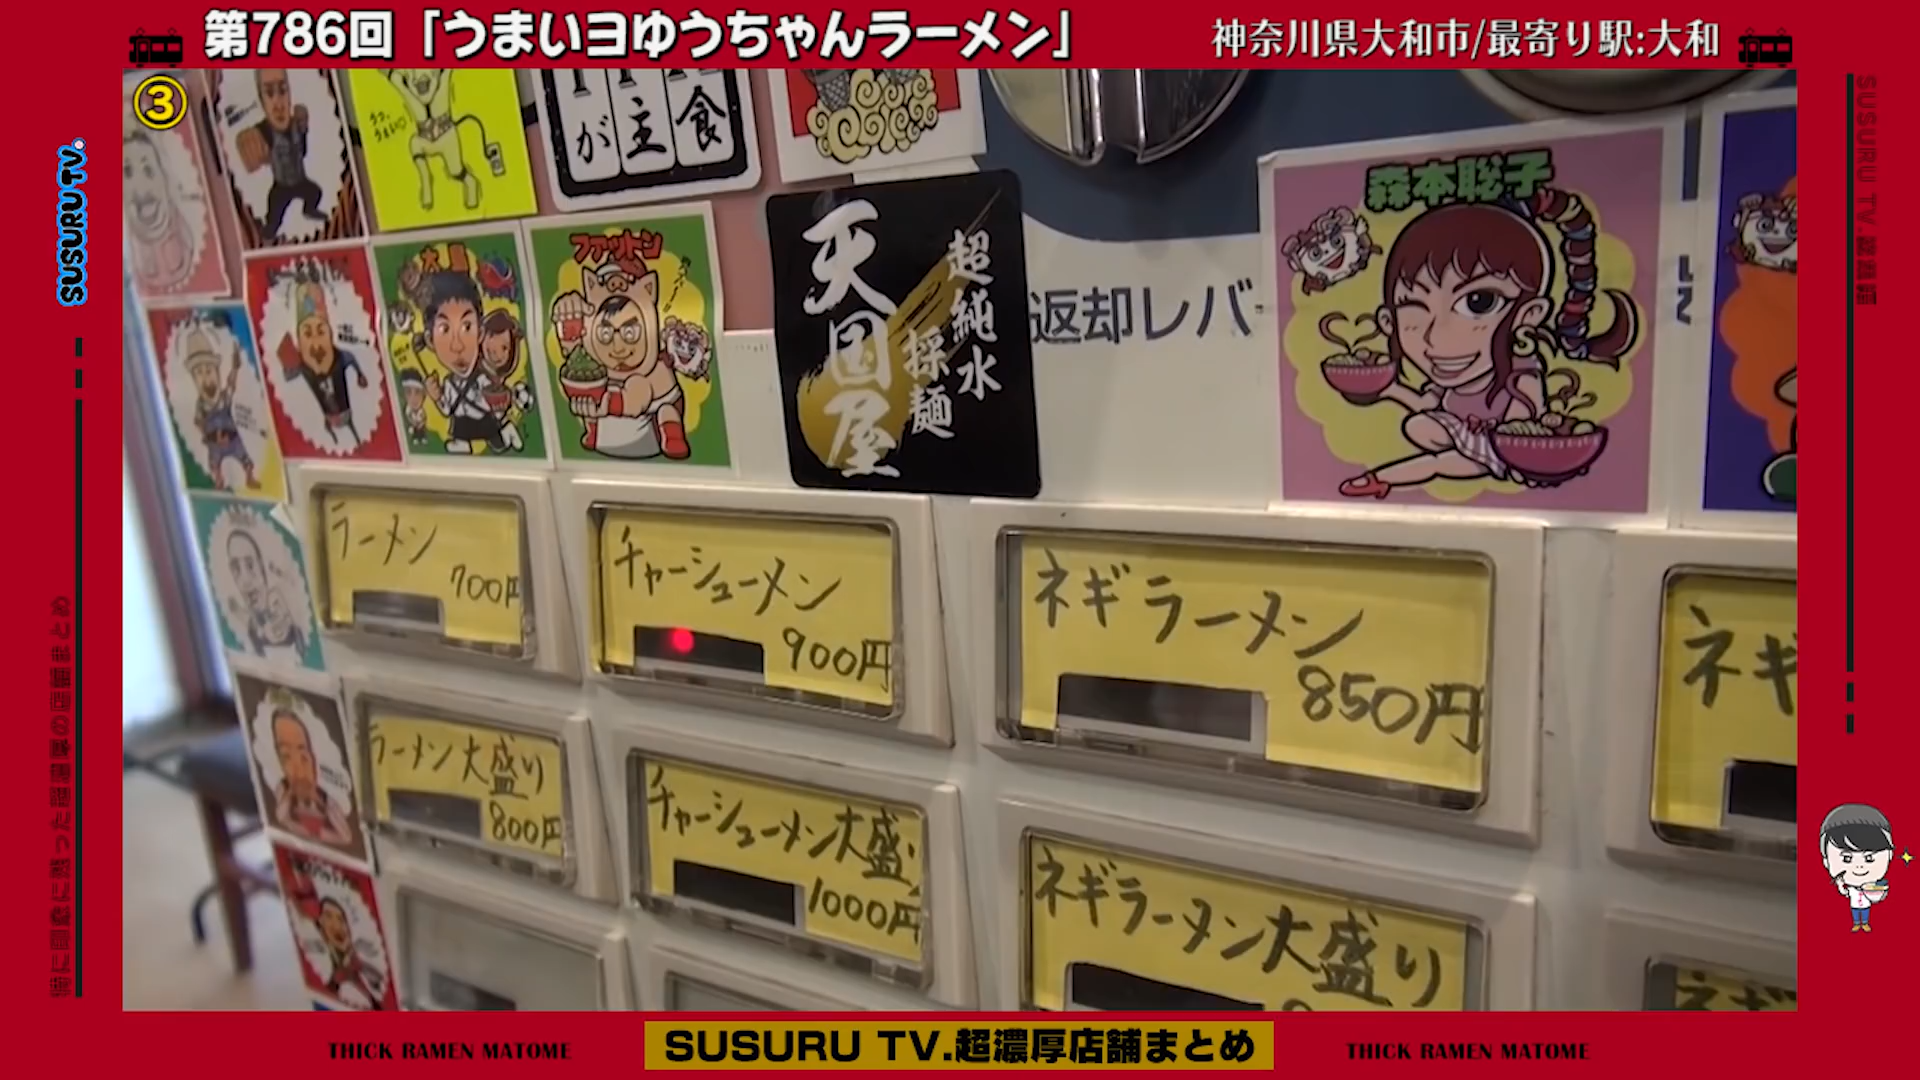 第786回「うまいヨゆうちゃんラーメン」
神奈川県大和市/最寄り駅:大和
③
SUSURU TV.
SUSURU TV.
が
主
食
森本聡子
ファットン
天国屋
超純水
採麺
返却レバ
ラーメン
700円
チャーシューメン
900円
ネギラーメン
850円
ネギ
ラーメン大盛り
800円
チャーシューメン大盛り
1000円
ネギラーメン大盛り
ネギ
THICK RAMEN MATOME
SUSURU TV.超濃厚店舗まとめ
THICK RAMEN MATOME